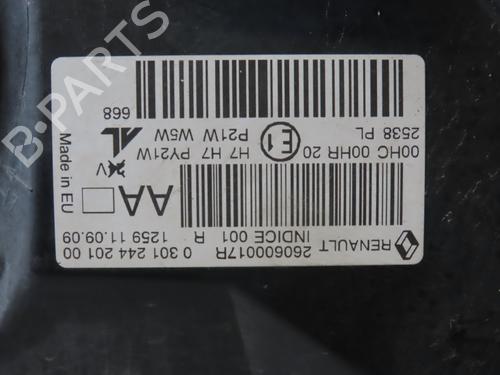 RENAULT
260600017R
INDICE 001 R
0 301 244 201 00
1259 11.09.09
AA
Made in EU
00HC 00HR 20
E1
H7 H7 PY21W
P21W W5W
2538 PL
AL
668
B-PARTS